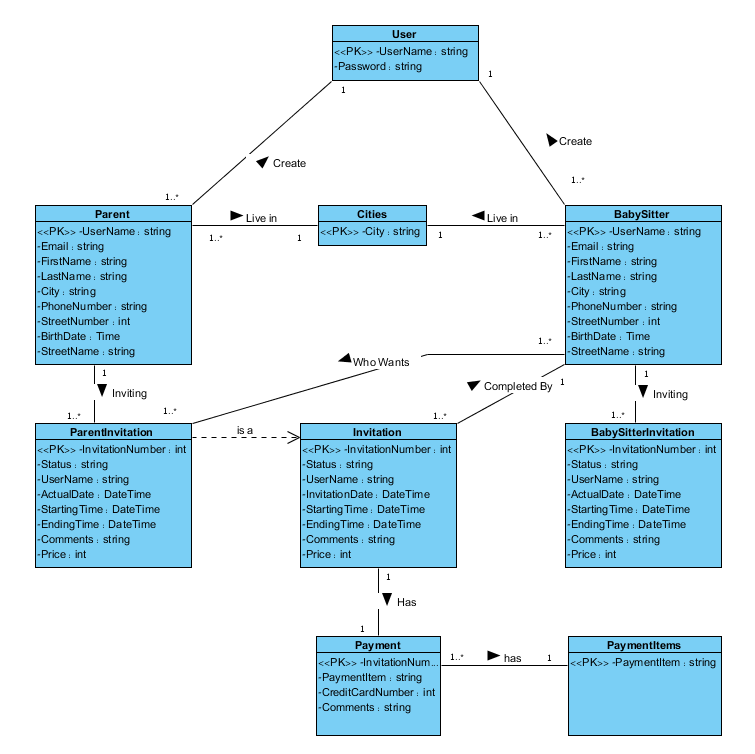 User
<<PK>> -UserName : string
-Password : string
1
1
Create
Create
1..*
1..*
Parent
<<PK>> -UserName : string
-Email : string
-FirstName : string
-LastName : string
-City : string
-PhoneNumber : string
-StreetNumber : int
-BirthDate : Time
-StreetName : string
Live in
1..*
1
Cities
<<PK>> -City : string
Live in
1
1..*
BabySitter
<<PK>> -UserName : string
-Email : string
-FirstName : string
-LastName : string
-City : string
-PhoneNumber : string
-StreetNumber : int
-BirthDate : Time
-StreetName : string
1..*
Who Wants
1..*
1
Completed By
1..*
1
Inviting
1..*
1
Inviting
1..*
ParentInvitation
<<PK>> -InvitationNumber : int
-Status : string
-UserName : string
-ActualDate : DateTime
-StartingTime : DateTime
-EndingTime : DateTime
-Comments : string
-Price : int
is a
Invitation
<<PK>> -InvitationNumber : int
-Status : string
-UserName : string
-InvitationDate : DateTime
-StartingTime : DateTime
-EndingTime : DateTime
-Comments : string
-Price : int
BabySitterInvitation
<<PK>> -InvitationNumber : int
-Status : string
-UserName : string
-ActualDate : DateTime
-StartingTime : DateTime
-EndingTime : DateTime
-Comments : string
-Price : int
1
Has
1
Payment
<<PK>> -InvitationNum...
-PaymentItem : string
-CreditCardNumber : int
-Comments : string
1..*
has
1
PaymentItems
<<PK>> -PaymentItem : string